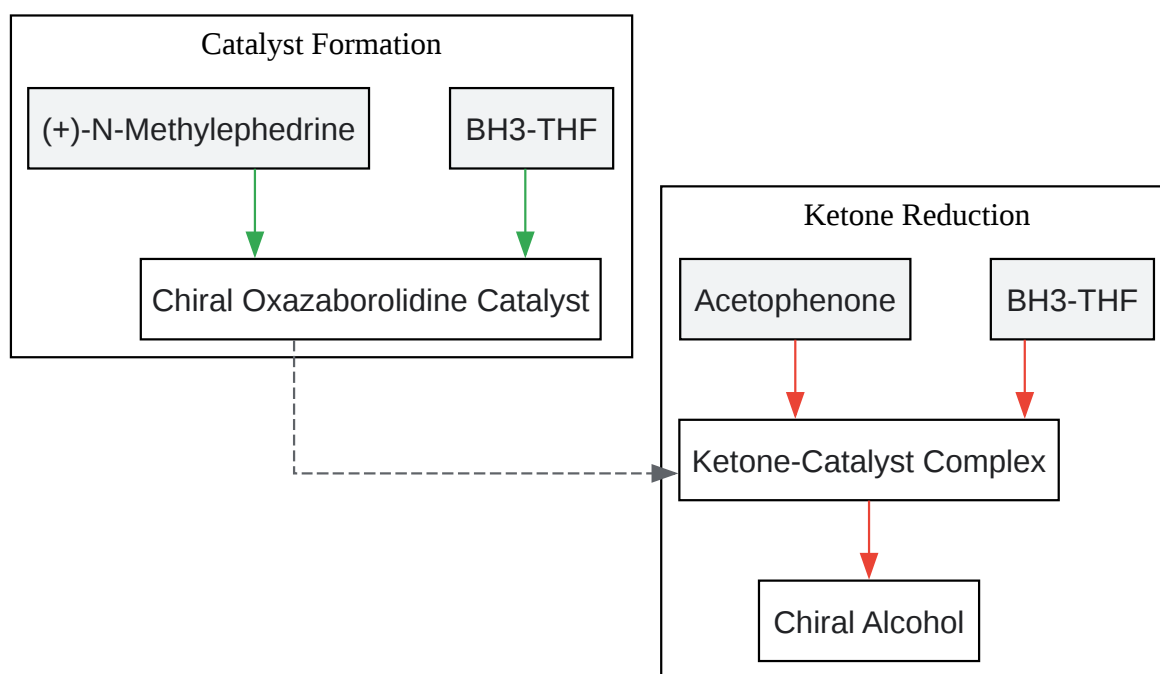 Catalyst Formation
(+)-N-Methylephedrine
BH3-THF
Chiral Oxazaborolidine Catalyst
Ketone Reduction
Acetophenone
BH3-THF
Ketone-Catalyst Complex
Chiral Alcohol